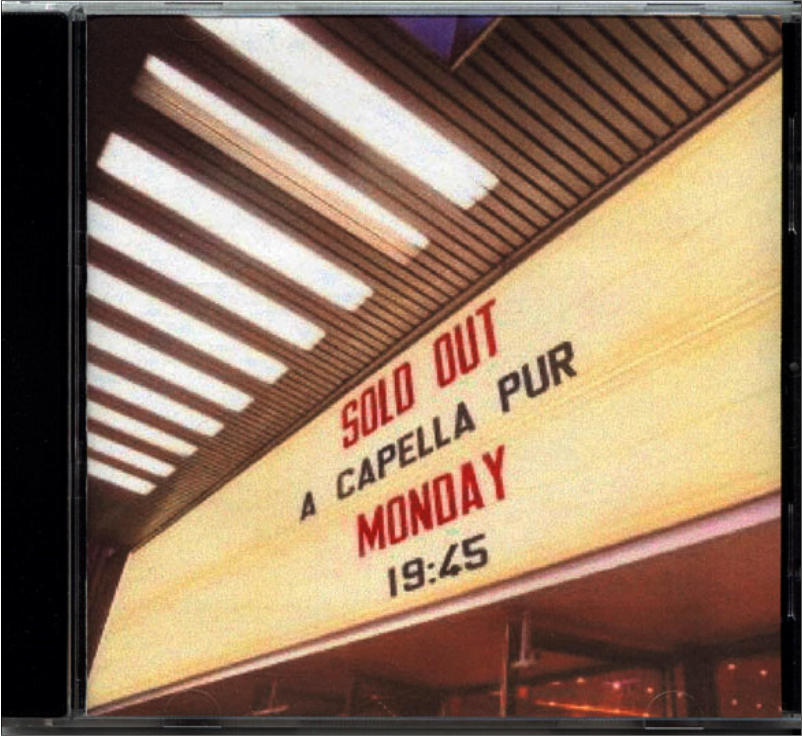 SOLD OUT
A CAPELLA PUR
MONDAY
19:45